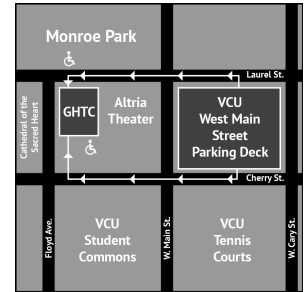 Monroe Park
Laurel St.
Cathedral of the
Sacred Heart
GHTC
Altria
Theater
VCU
West Main
Street
Parking Deck
Cherry St.
Floyd Ave.
VCU
Student
Commons
W. Main St.
VCU
Tennis
Courts
W. Cary St.